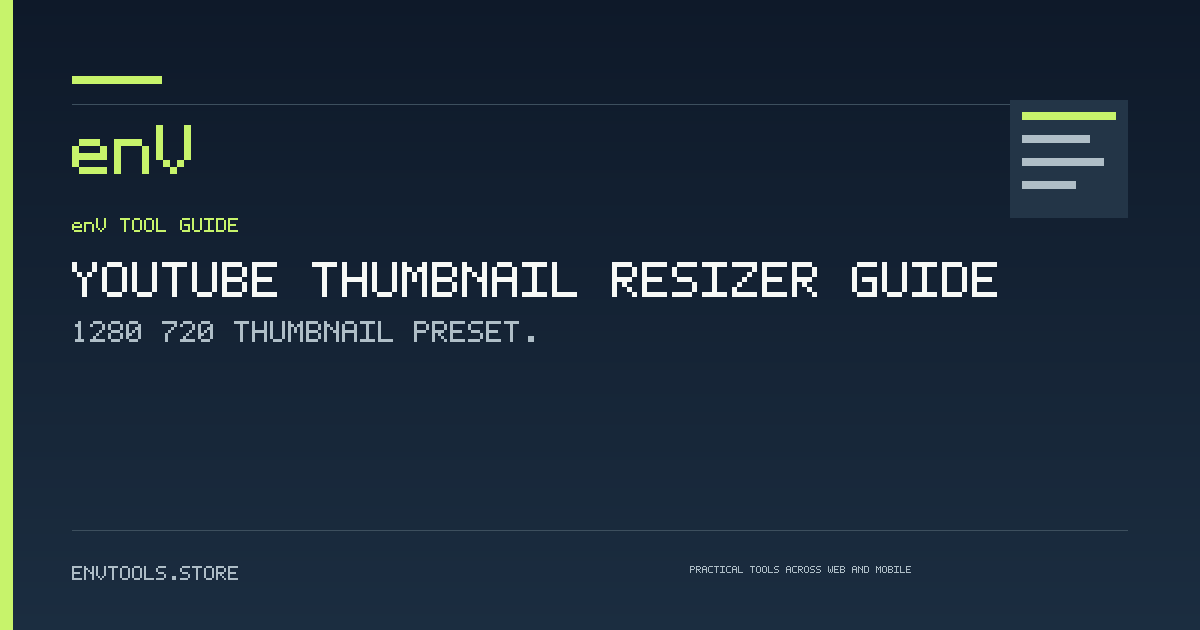 enV
enV TOOL GUIDE
YOUTUBE THUMBNAIL RESIZER GUIDE
1280 720 THUMBNAIL PRESET.
ENVTOOLS.STORE
PRACTICAL TOOLS ACROSS WEB AND MOBILE